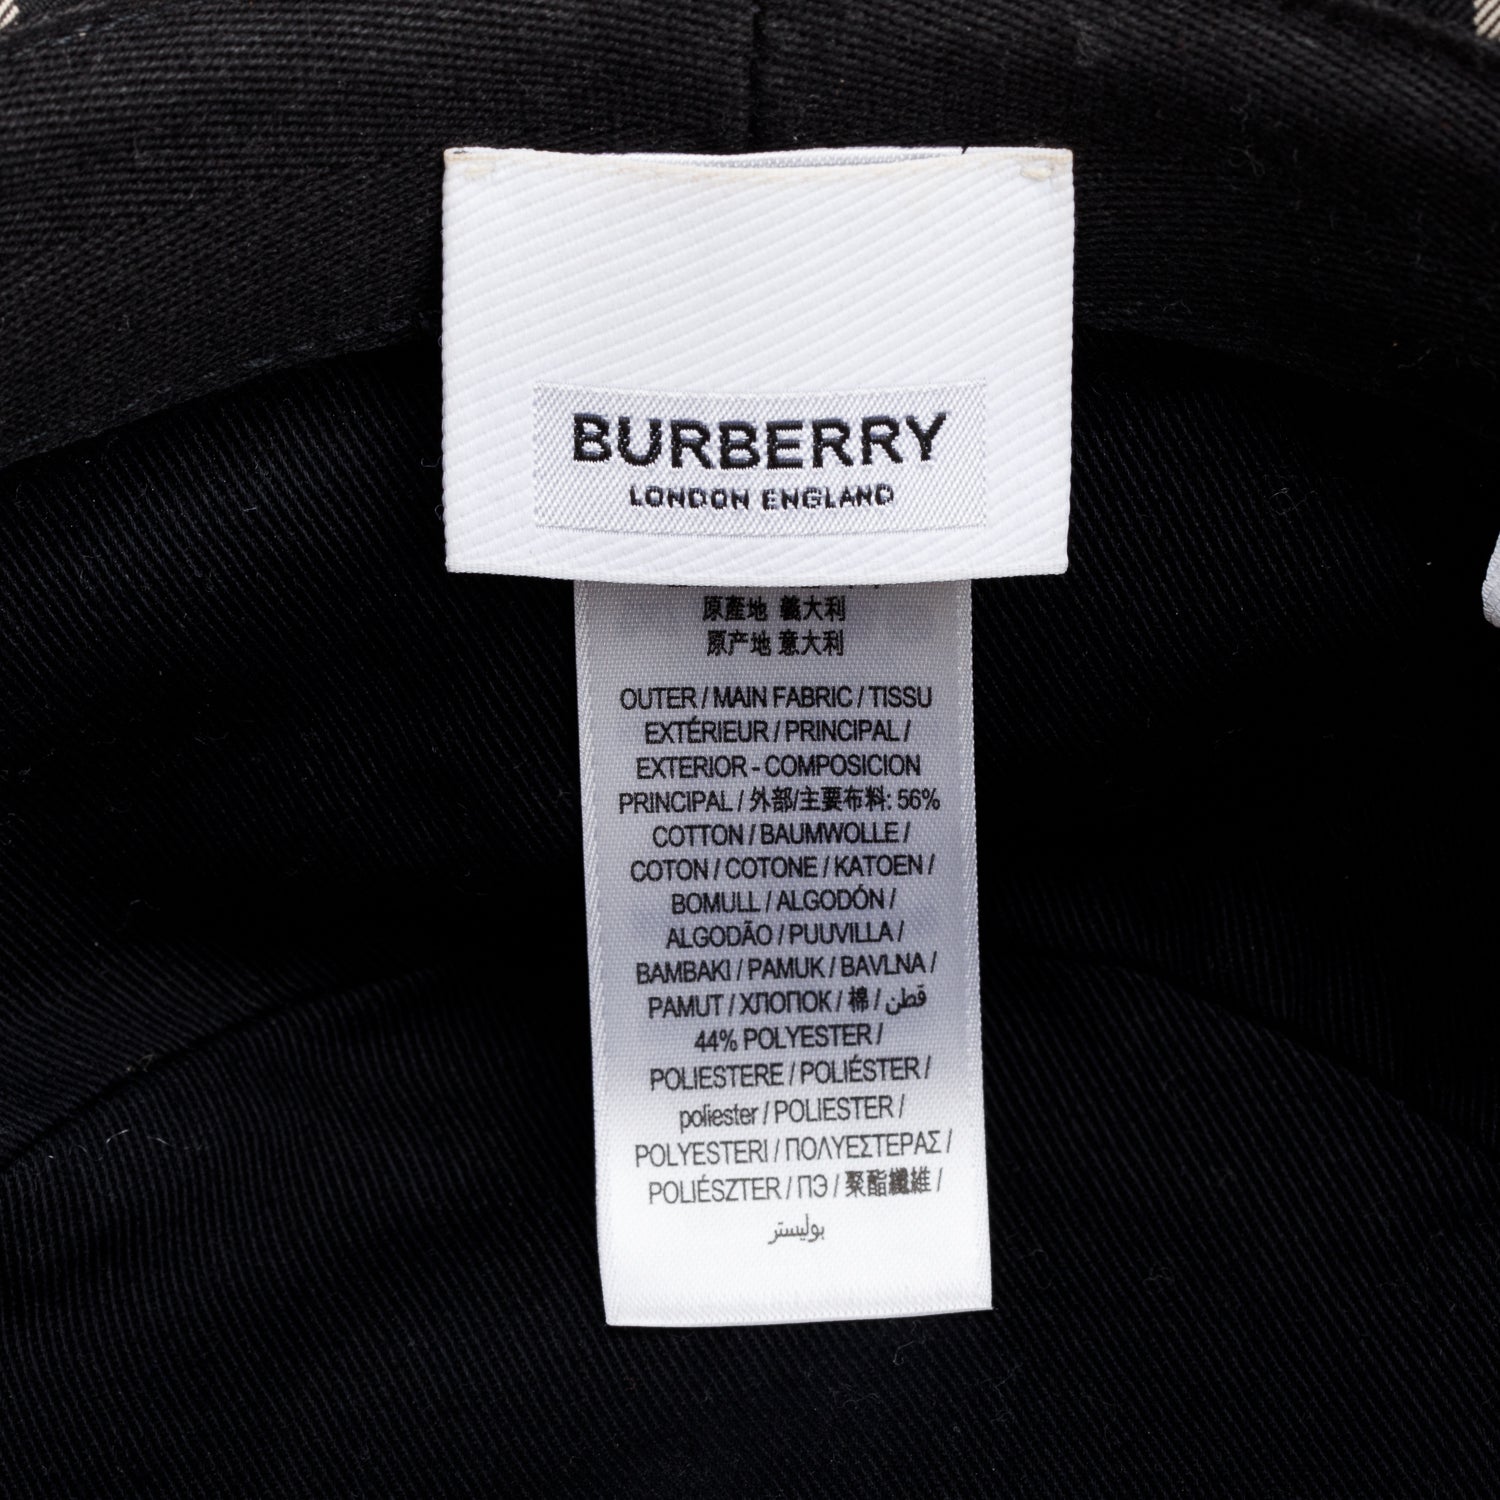 BURBERRY
LONDON ENGLAND
原產地 義大利
原产地 意大利
OUTER / MAIN FABRIC / TISSU
EXTÉRIEUR / PRINCIPAL /
EXTERIOR - COMPOSICION
PRINCIPAL / 外部/主要布料: 56%
COTTON / BAUMWOLLE /
COTON / COTONE / KATOEN /
BOMULL / ALGODÓN /
ALGODÃO / PUUVILLA /
BAMBAKI / PAMUK / BAVLNA /
PAMUT / ХЛОПОК / 棉 / قطن
44% POLYESTER /
POLIESTERE / POLIÉSTER /
poliester / POLIESTER /
POLYESTERI / ΠΟΛΥΕΣΤΕΡΑΣ /
POLIÉSZTER / ПЭ / 聚酯纖維 /
بوليستر